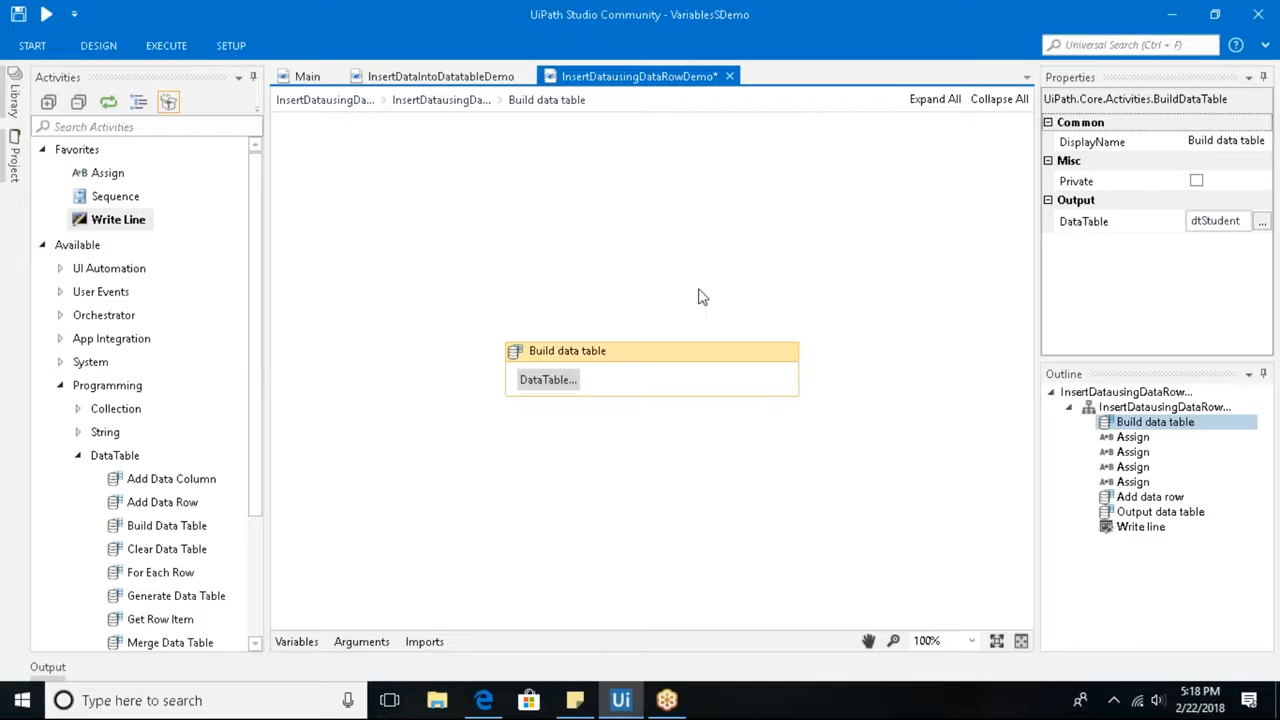 UiPath Studio Community - VariablesSDemo
START DESIGN EXECUTE SETUP
Universal Search (Ctrl + F)
Activities
Main
InsertDataIntoDatatableDemo
InsertDatausingDataRowDemo*
Properties
InsertDatausingDa...
InsertDatausingDa...
Build data table
Expand All Collapse All
UiPath.Core.Activities.BuildDataTable
Library
Project
Search Activities
Favorites
Assign
Sequence
Write Line
Available
UI Automation
User Events
Orchestrator
App Integration
System
Programming
Collection
String
DataTable
Add Data Column
Add Data Row
Build Data Table
Clear Data Table
For Each Row
Generate Data Table
Get Row Item
Merge Data Table
Build data table
DataTable...
Common
DisplayName Build data table
Misc
Private
Output
DataTable dtStudent ...
Outline
InsertDatausingDataRow...
InsertDatausingDataRow...
Build data table
Assign
Assign
Assign
Assign
Add data row
Output data table
Write line
Variables Arguments Imports
100%
Output
Type here to search
Ui
5:18 PM
2/22/2018